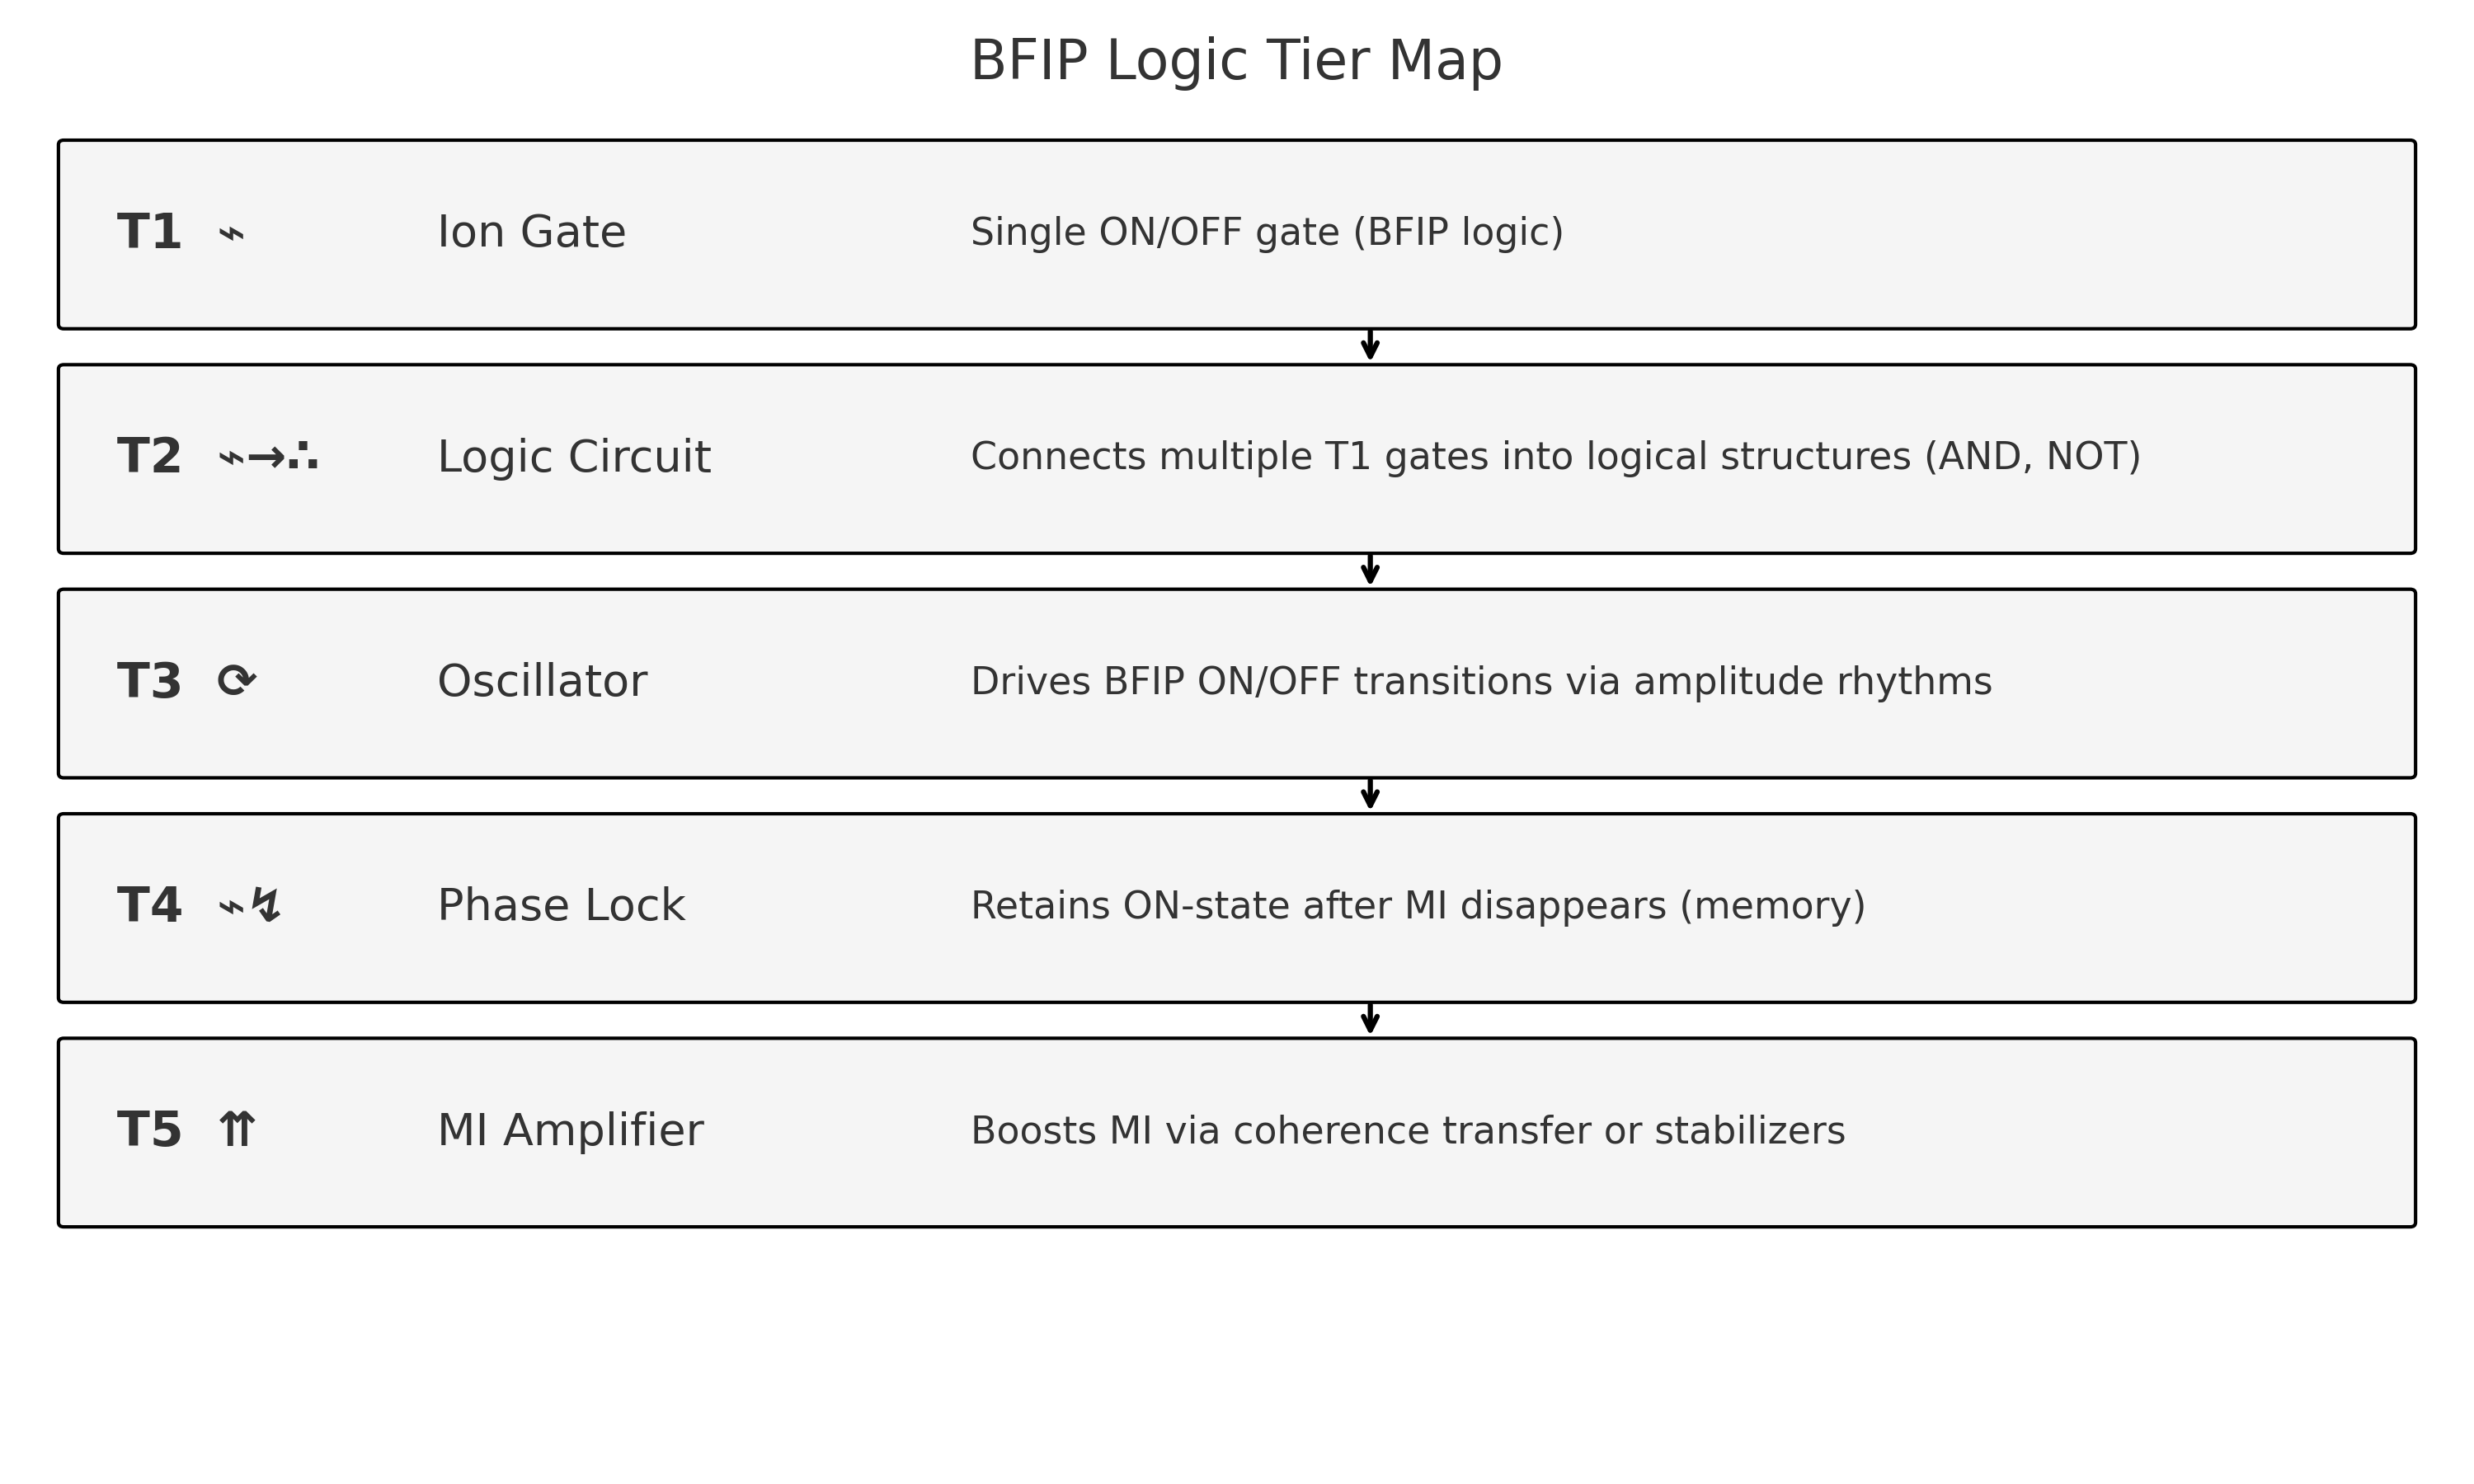 BFIP Logic Tier Map
T1 ⌁ Ion Gate Single ON/OFF gate (BFIP logic)
T2 ⌁→∴ Logic Circuit Connects multiple T1 gates into logical structures (AND, NOT)
T3 ⟳ Oscillator Drives BFIP ON/OFF transitions via amplitude rhythms
T4 ⌁↯ Phase Lock Retains ON-state after MI disappears (memory)
T5 ⇈ MI Amplifier Boosts MI via coherence transfer or stabilizers